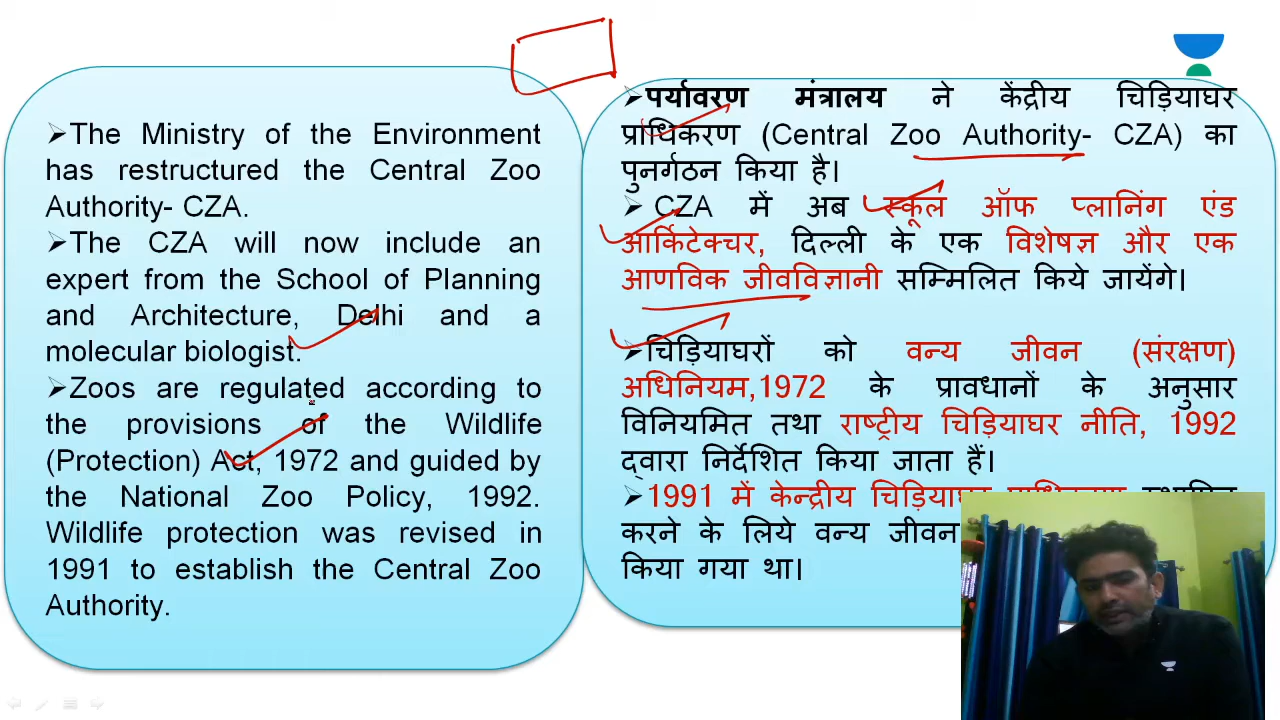 ➢The Ministry of the Environment
has restructured the Central Zoo
Authority- CZA.
➢The CZA will now include an
expert from the School of Planning
and Architecture, Delhi and a
molecular biologist.
➢Zoos are regulated according to
the provisions of the Wildlife
(Protection) Act, 1972 and guided by
the National Zoo Policy, 1992.
Wildlife protection was revised in
1991 to establish the Central Zoo
Authority.
➢पर्यावरण मंत्रालय ने केंद्रीय चिड़ियाघर
प्राधिकरण (Central Zoo Authority- CZA) का
पुनर्गठन किया है।
➢ CZA में अब स्कूल ऑफ प्लानिंग एंड
आर्किटेक्चर, दिल्ली के एक विशेषज्ञ और एक
आणविक जीवविज्ञानी सम्मिलित किये जायेंगे।
➢चिड़ियाघरों को वन्य जीवन (संरक्षण)
अधिनियम,1972 के प्रावधानों के अनुसार
विनियमित तथा राष्ट्रीय चिड़ियाघर नीति, 1992
द्वारा निर्देशित किया जाता हैं।
➢1991 में केन्द्रीय चिड़ियाघर
करने के लिये वन्य जीवन
किया गया था।